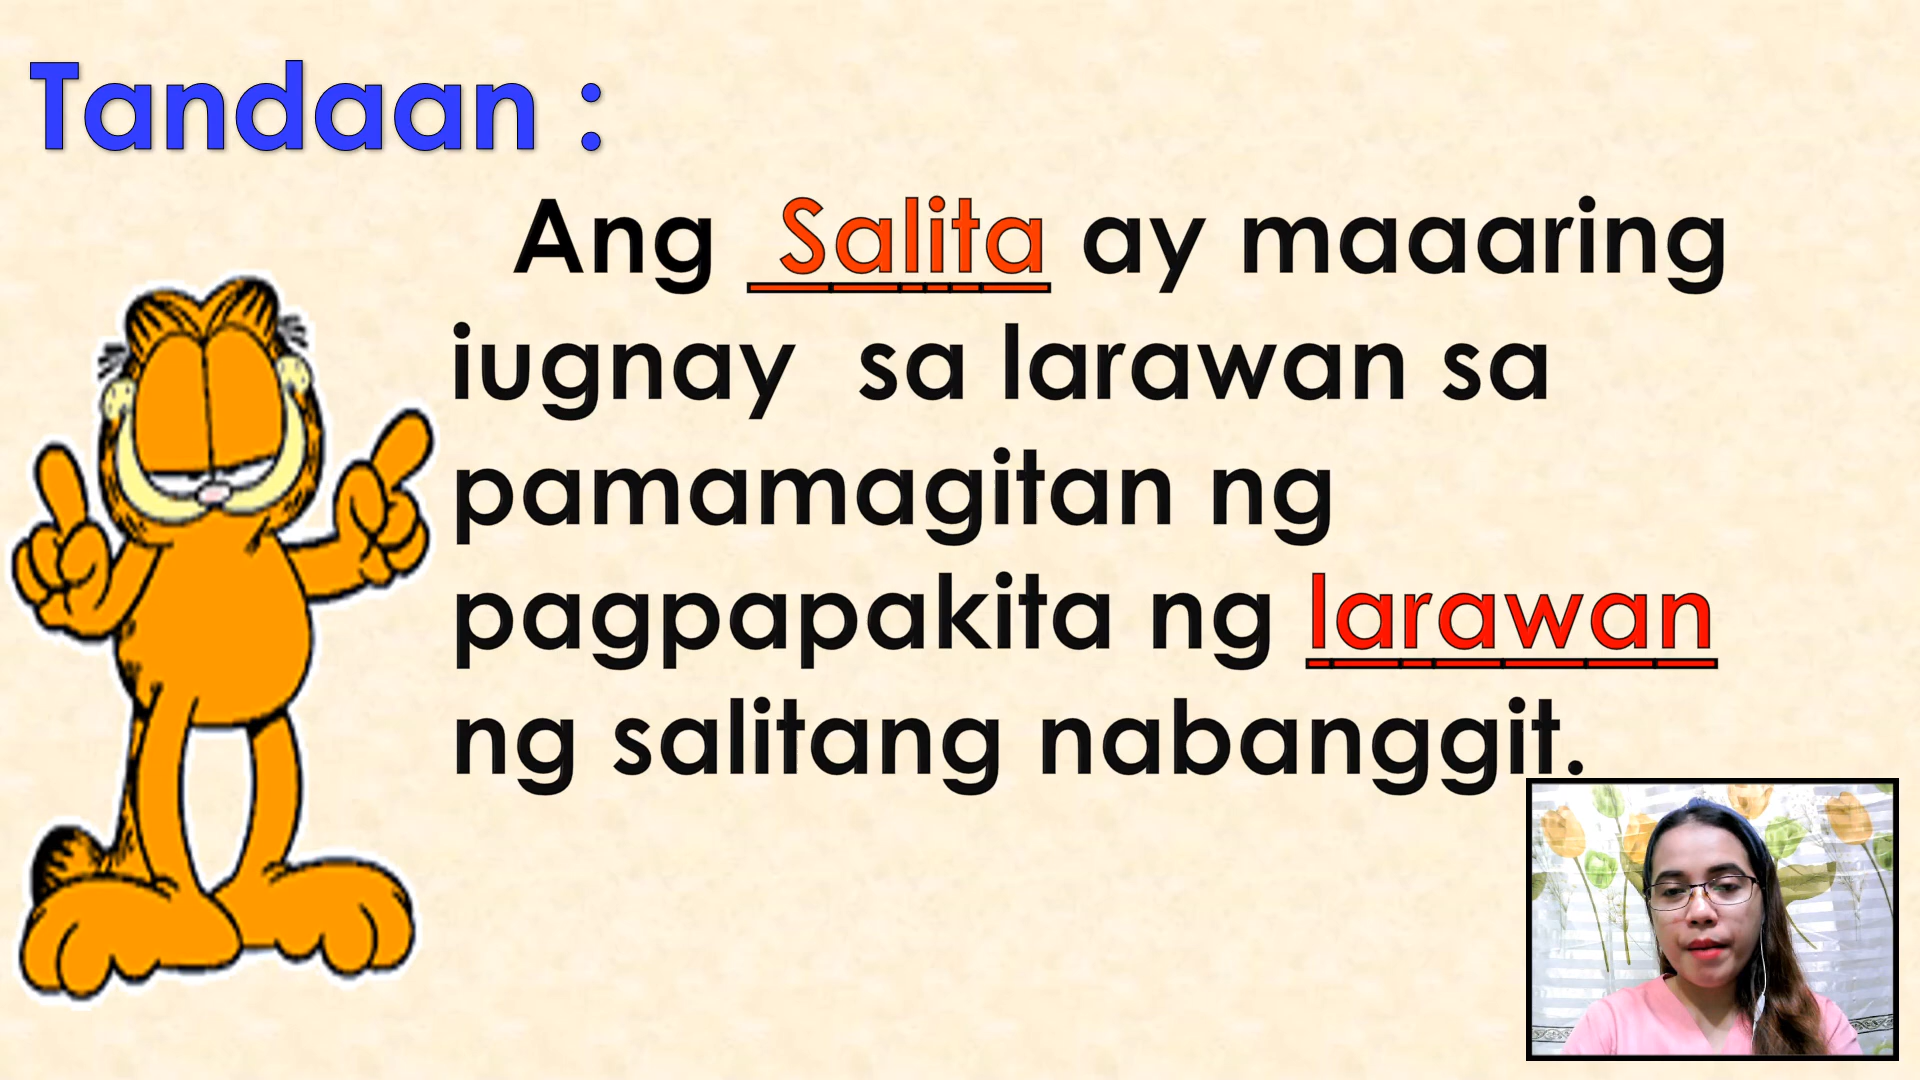 Tandaan :
Ang Salita ay maaaring
iugnay sa larawan sa
pamamagitan ng
pagpapakita ng larawan
ng salitang nabanggit.